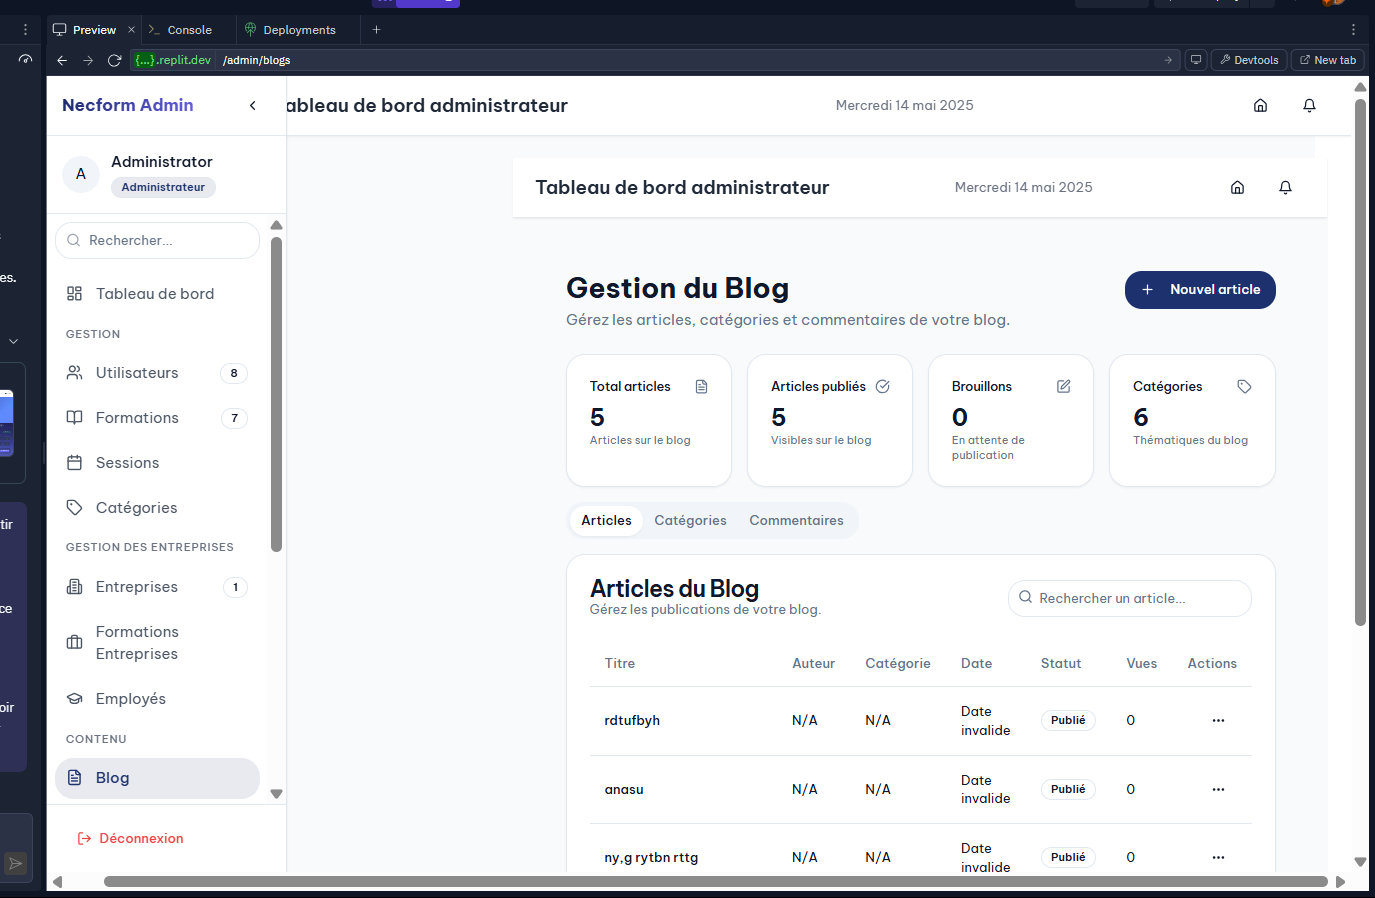 Preview
Console
Deployments
{...}.replit.dev
/admin/blogs
Devtools
New tab
Necform Admin
ableau de bord administrateur
Mercredi 14 mai 2025
A
Administrator
Administrateur
Rechercher...
Tableau de bord
GESTION
Utilisateurs
8
Formations
7
Sessions
Catégories
GESTION DES ENTREPRISES
Entreprises
1
Formations
Entreprises
Employés
CONTENU
Blog
Déconnexion
Tableau de bord administrateur
Mercredi 14 mai 2025
Gestion du Blog
Gérez les articles, catégories et commentaires de votre blog.
Nouvel article
Total articles
5
Articles sur le blog
Articles publiés
5
Visibles sur le blog
Brouillons
0
En attente de
publication
Catégories
6
Thématiques du blog
Articles
Catégories
Commentaires
Articles du Blog
Gérez les publications de votre blog.
Rechercher un article...
Titre Auteur Catégorie Date Statut Vues Actions
rdtufbyh N/A N/A Date invalide Publié 0
anasu N/A N/A Date invalide Publié 0
ny,g rytbn rttg N/A N/A Date invalide Publié 0
es.
tir
ce
oir